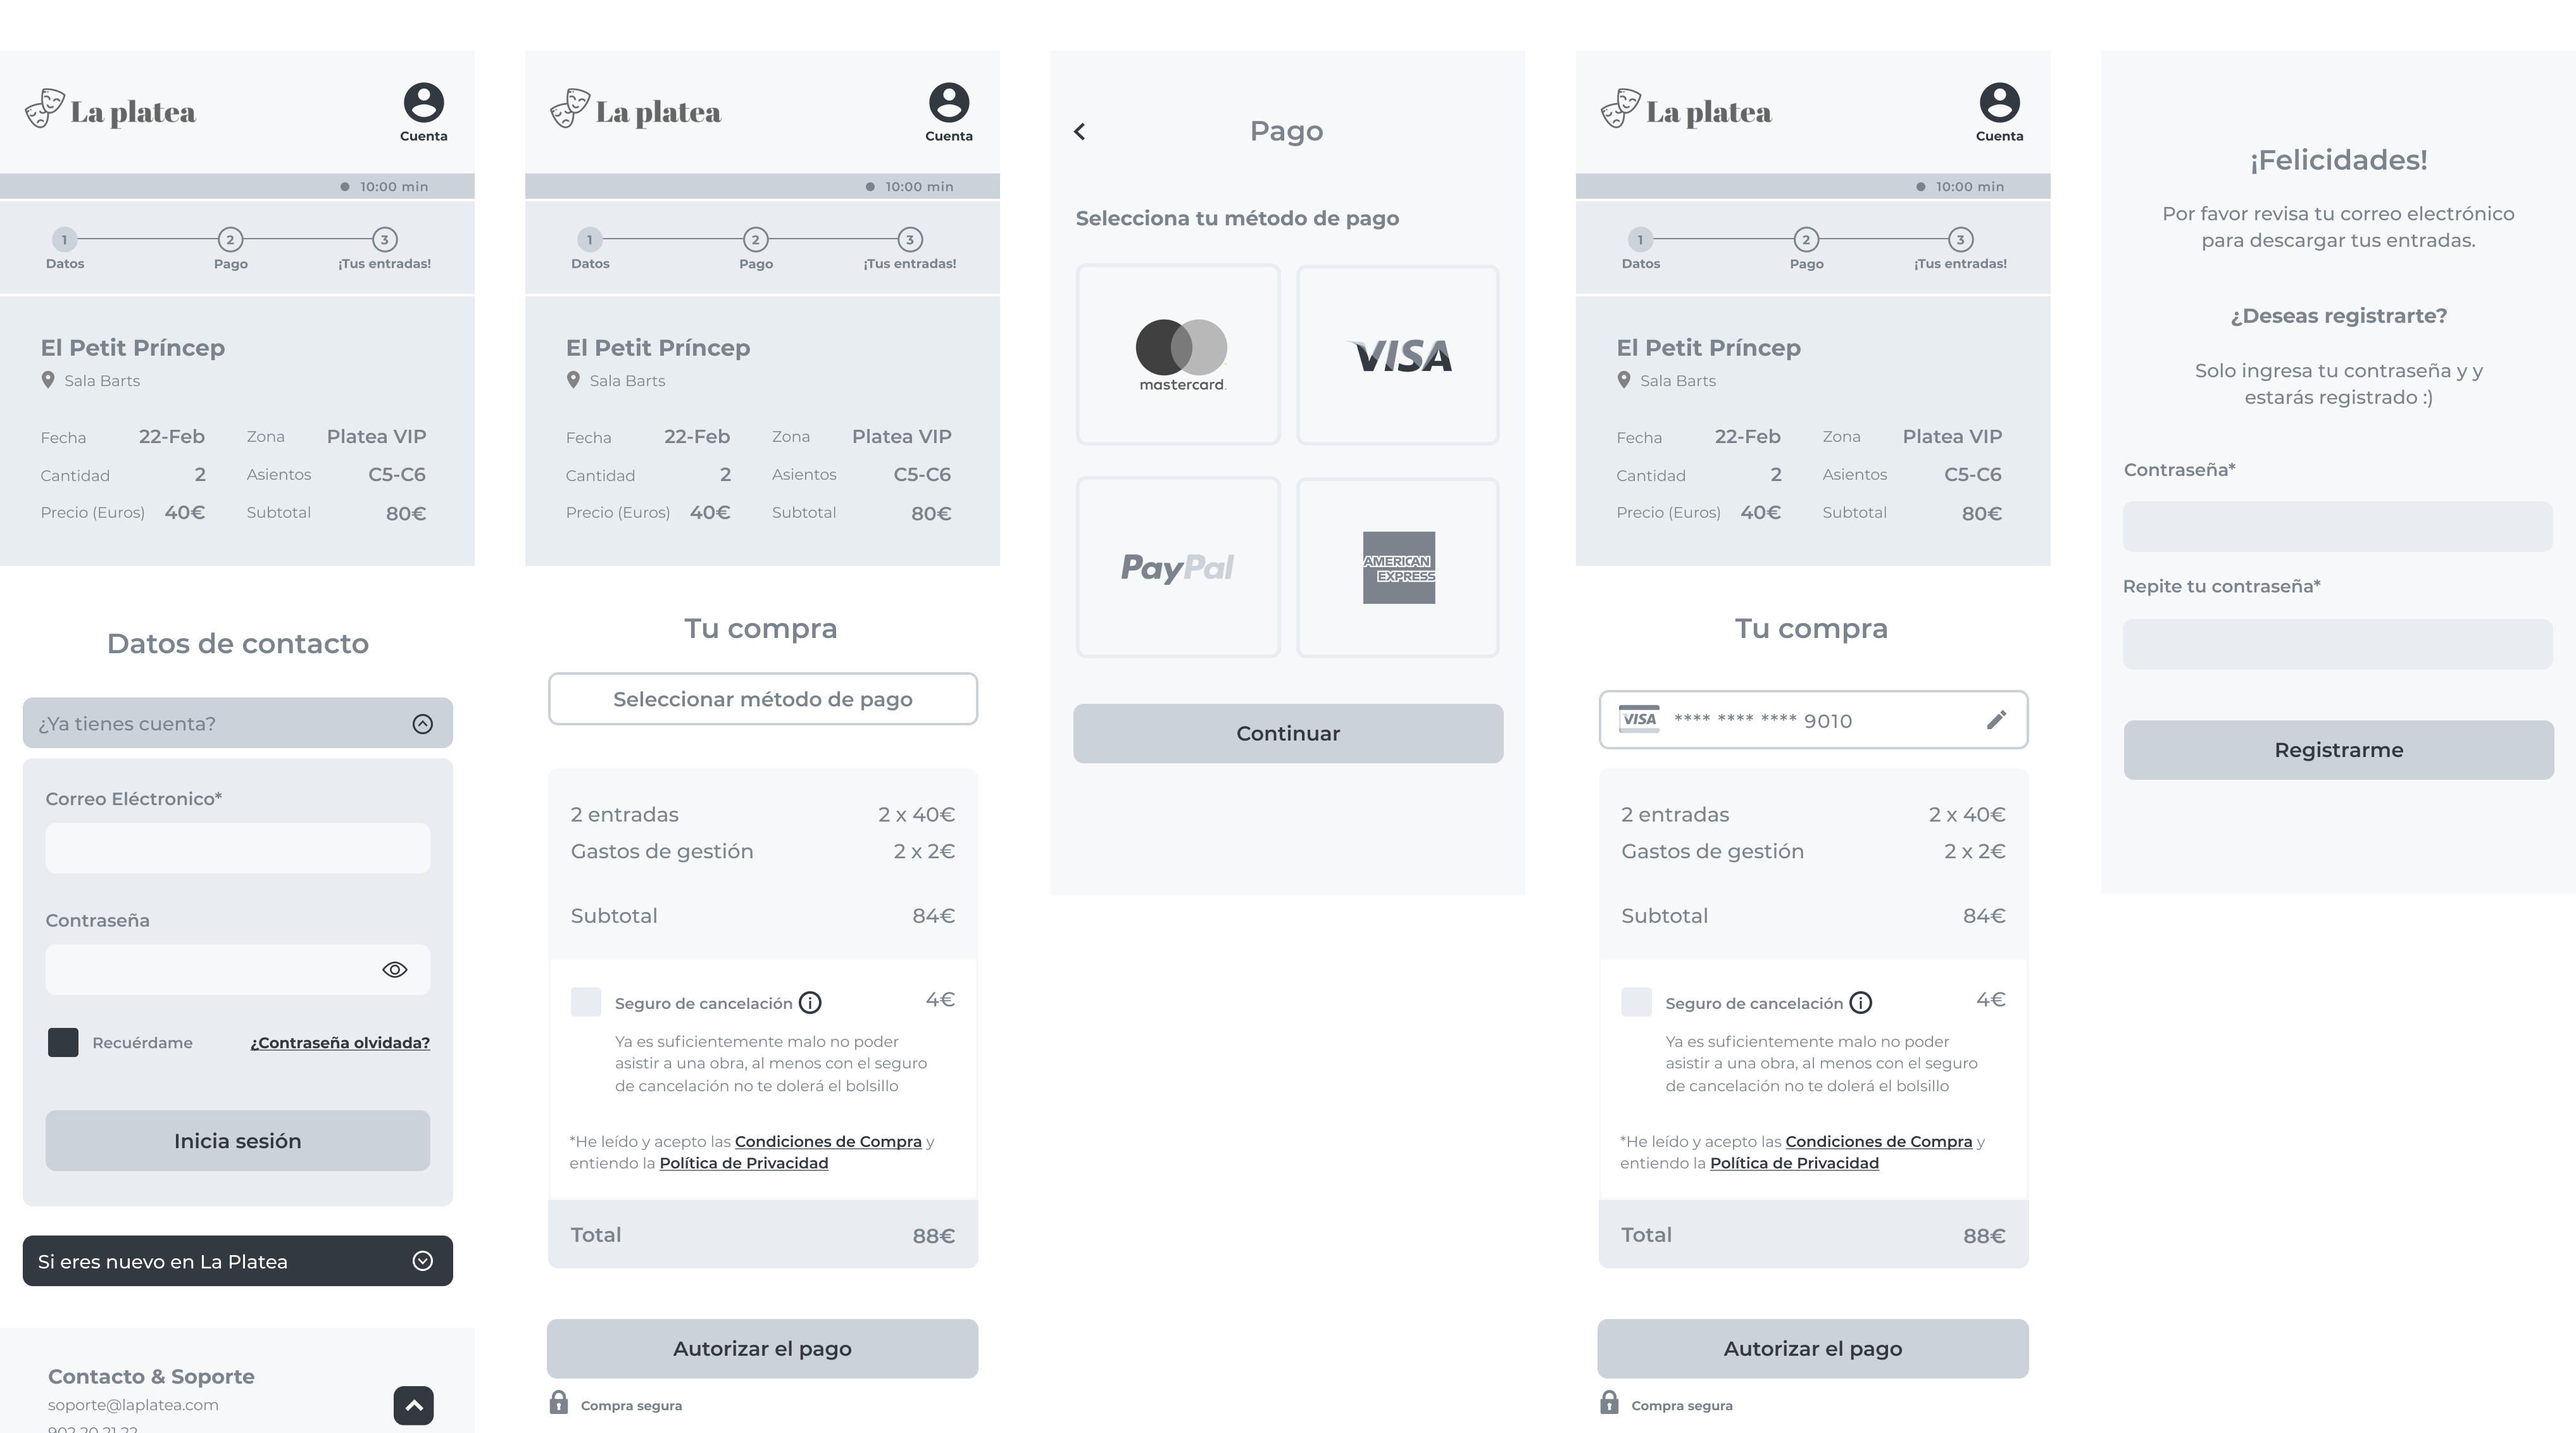 La platea
Cuenta
10:00 min
1
2
3
Datos
Pago
¡Tus entradas!
El Petit Príncep
Sala Barts
Fecha 22-Feb Zona Platea VIP
Cantidad 2 Asientos C5-C6
Precio (Euros) 40€ Subtotal 80€
Datos de contacto
¿Ya tienes cuenta?
Correo Eléctronico*
Contraseña
Recuérdame ¿Contraseña olvidada?
Inicia sesión
Si eres nuevo en La Platea
Contacto & Soporte
soporte@laplatea.com
902 20 21 22
La platea
Cuenta
10:00 min
1
2
3
Datos
Pago
¡Tus entradas!
El Petit Príncep
Sala Barts
Fecha 22-Feb Zona Platea VIP
Cantidad 2 Asientos C5-C6
Precio (Euros) 40€ Subtotal 80€
Tu compra
Seleccionar método de pago
2 entradas 2 x 40€
Gastos de gestión 2 x 2€
Subtotal 84€
Seguro de cancelación i 4€
Ya es suficientemente malo no poder
asistir a una obra, al menos con el seguro
de cancelación no te dolerá el bolsillo
*He leído y acepto las Condiciones de Compra y
entiendo la Política de Privacidad
Total 88€
Autorizar el pago
Compra segura
Pago
Selecciona tu método de pago
mastercard.
VISA
PayPal
AMERICAN
EXPRESS
Continuar
La platea
Cuenta
10:00 min
1
2
3
Datos
Pago
¡Tus entradas!
El Petit Príncep
Sala Barts
Fecha 22-Feb Zona Platea VIP
Cantidad 2 Asientos C5-C6
Precio (Euros) 40€ Subtotal 80€
Tu compra
VISA **** **** **** 9010
2 entradas 2 x 40€
Gastos de gestión 2 x 2€
Subtotal 84€
Seguro de cancelación i 4€
Ya es suficientemente malo no poder
asistir a una obra, al menos con el seguro
de cancelación no te dolerá el bolsillo
*He leído y acepto las Condiciones de Compra y
entiendo la Política de Privacidad
Total 88€
Autorizar el pago
Compra segura
¡Felicidades!
Por favor revisa tu correo electrónico
para descargar tus entradas.
¿Deseas registrarte?
Solo ingresa tu contraseña y y
estarás registrado :)
Contraseña*
Repite tu contraseña*
Registrarme